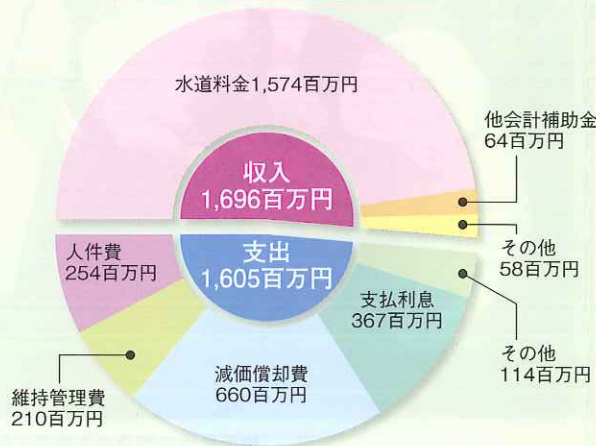 水道料金1,574百万円
他会計補助金
64百万円
収入
1,696百万円
その他
58百万円
支出
1,605百万円
人件費
254百万円
支払利息
367百万円
その他
114百万円
減価償却費
660百万円
維持管理費
210百万円